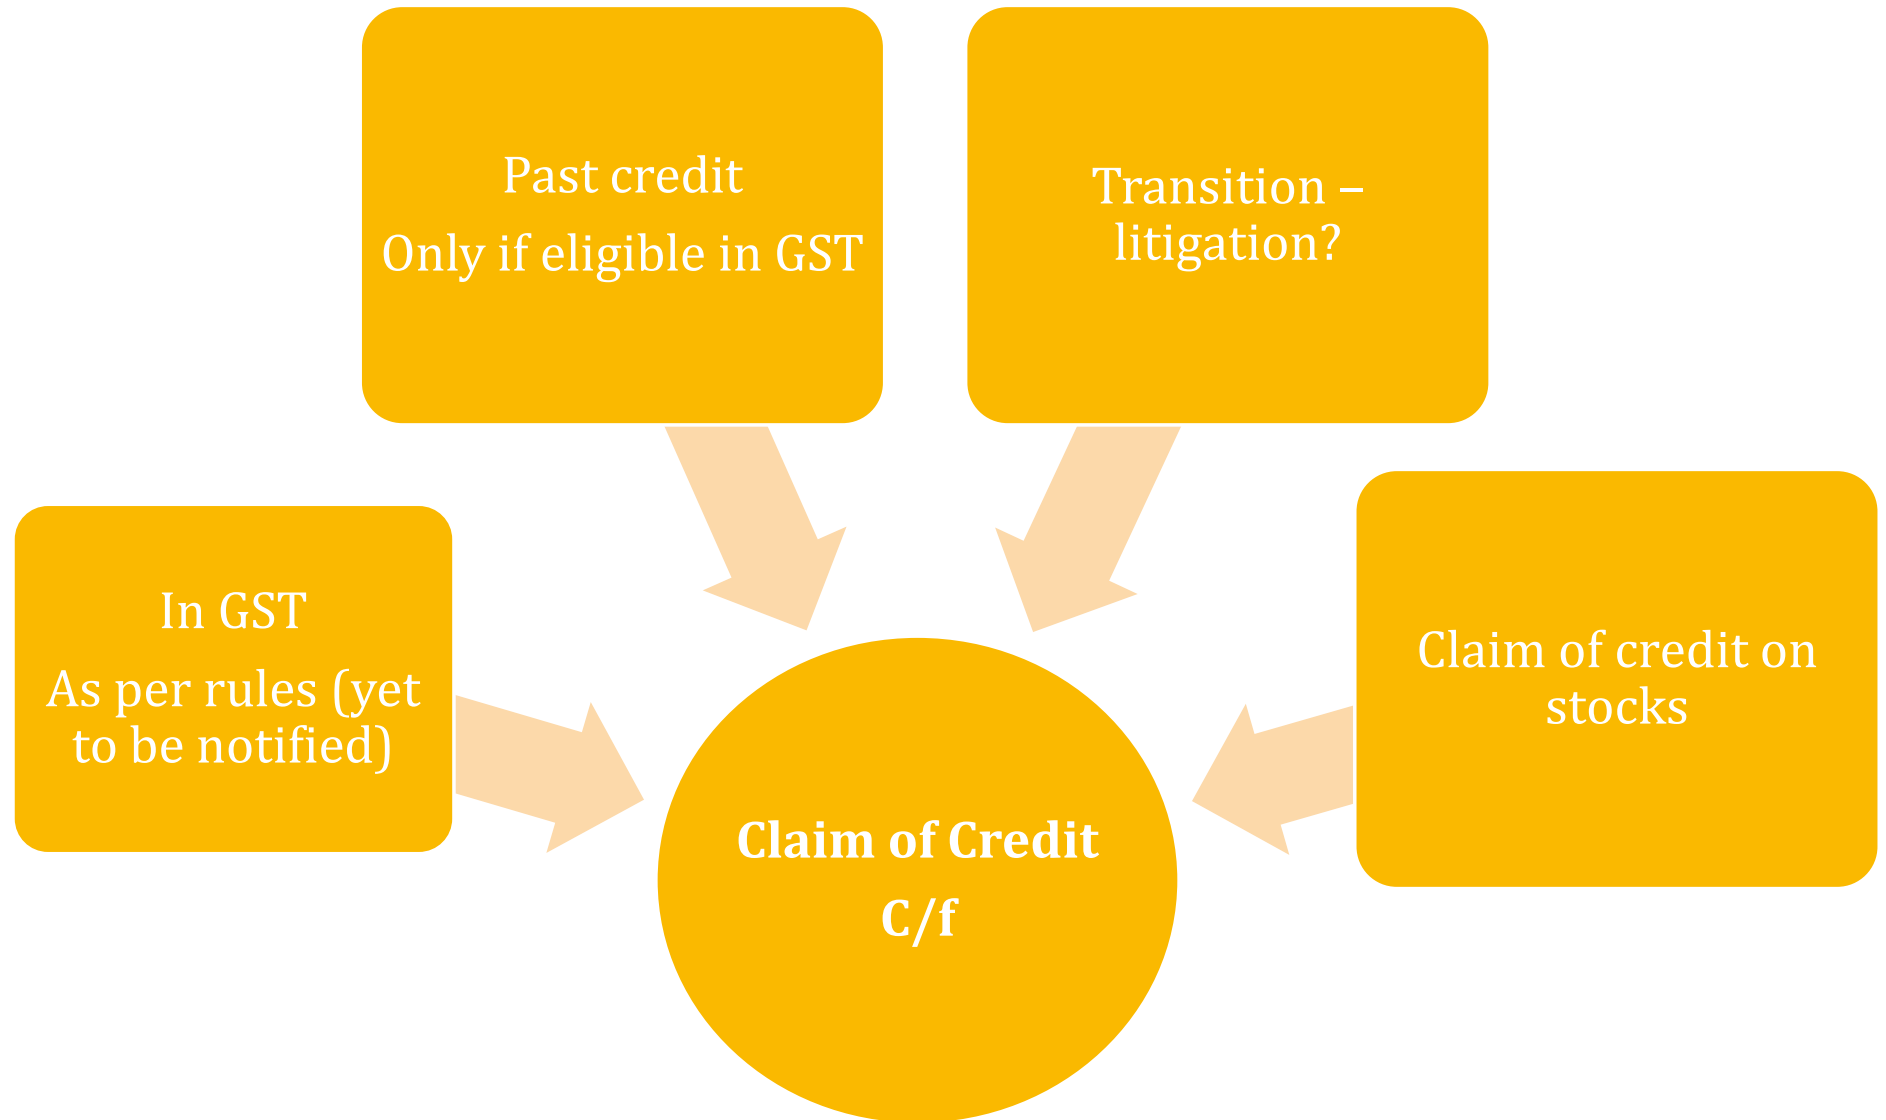 Past credit
Only if eligible in GST
Transition –
litigation?
In GST
As per rules (yet
to be notified)
Claim of credit on
stocks
Claim of Credit
C/f